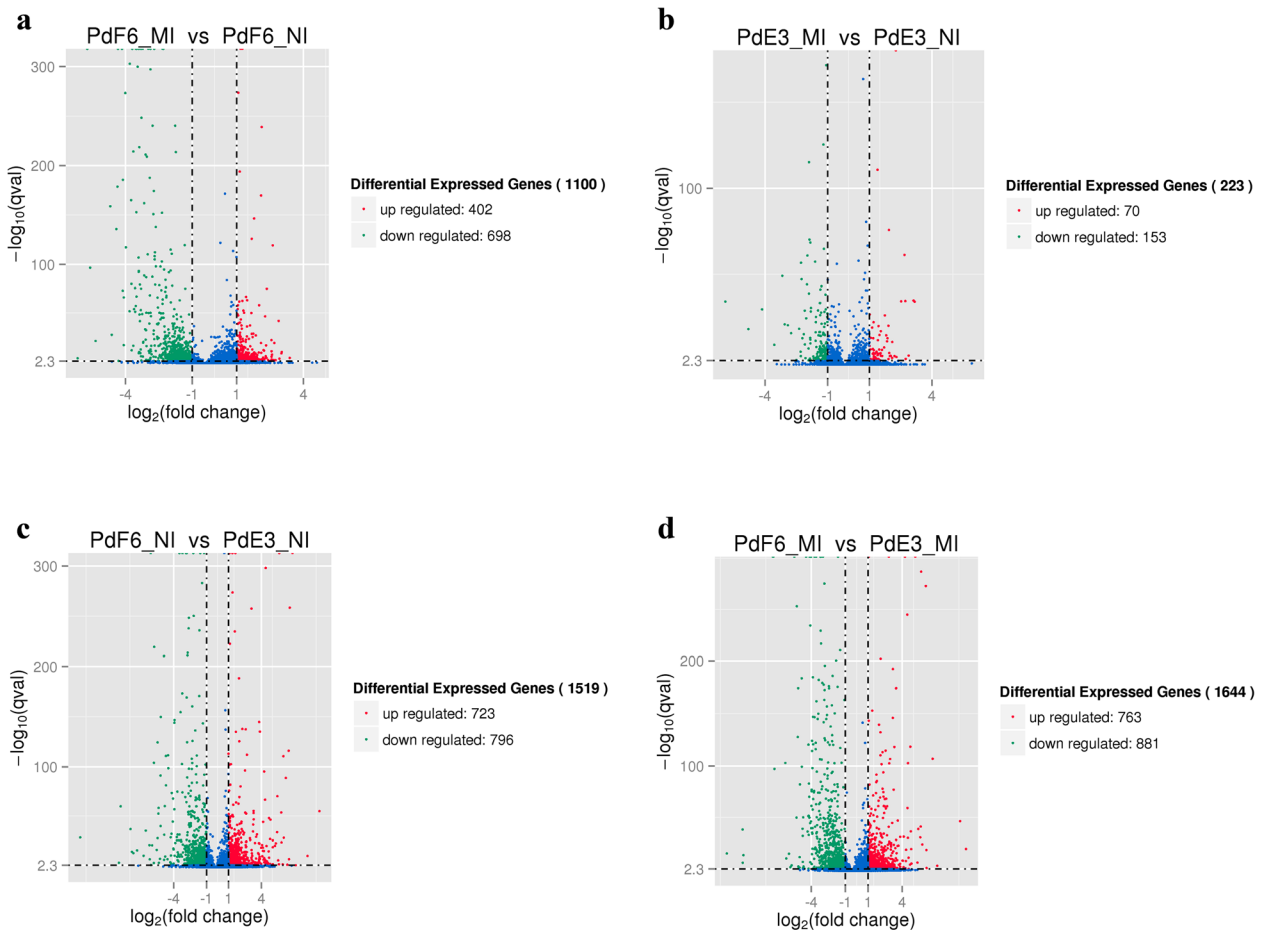 a
PdF6_MI vs PdF6_NI
300
200
100
2.3
−log10(qval)
-4 -1 1 4
log2(fold change)
Differential Expressed Genes ( 1100 )
up regulated: 402
down regulated: 698
b
PdE3_MI vs PdE3_NI
100
2.3
−log10(qval)
-4 -1 1 4
log2(fold change)
Differential Expressed Genes ( 223 )
up regulated: 70
down regulated: 153
c
PdF6_NI vs PdE3_NI
300
200
100
2.3
−log10(qval)
-4 -1 1 4
log2(fold change)
Differential Expressed Genes ( 1519 )
up regulated: 723
down regulated: 796
d
PdF6_MI vs PdE3_MI
200
100
2.3
−log10(qval)
-4 -1 1 4
log2(fold change)
Differential Expressed Genes ( 1644 )
up regulated: 763
down regulated: 881